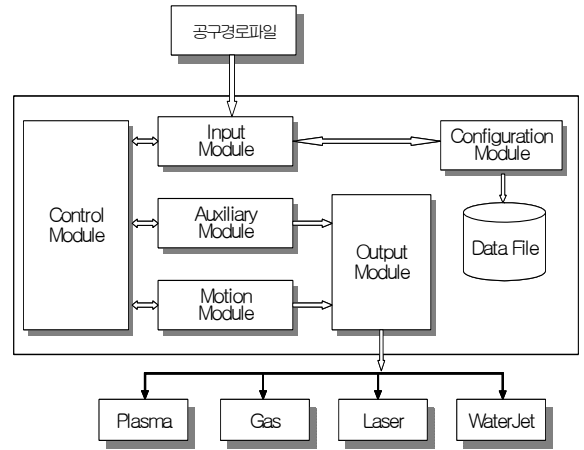 공구경로파일
Input
Module
Configuration
Module
Control
Module
Auxiliary
Module
Output
Module
Data File
Motion
Module
Plasma
Gas
Laser
WaterJet